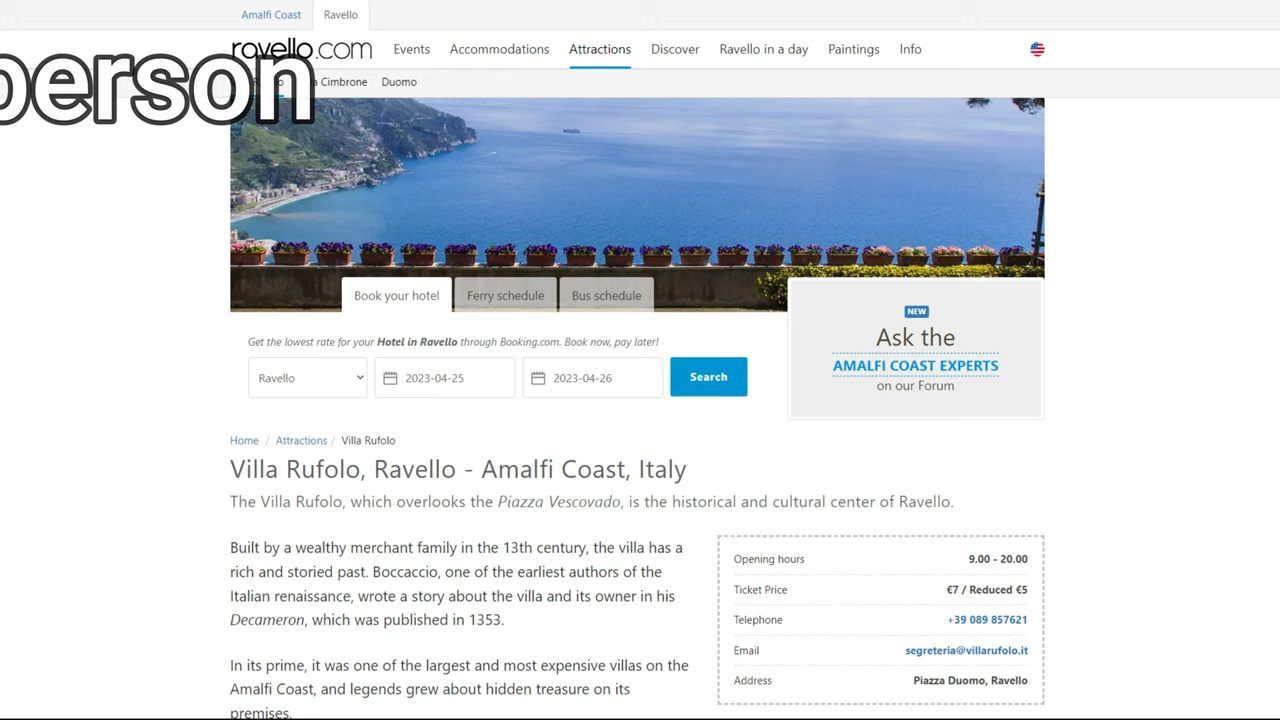 Amalfi Coast Ravello
ravello.com Events Accommodations Attractions Discover Ravello in a day Paintings Info
person
Cimbrone Duomo
Book your hotel Ferry schedule Bus schedule
Get the lowest rate for your Hotel in Ravello through Booking.com. Book now, pay later!
Ravello 2023-04-25 2023-04-26 Search
NEW
Ask the
AMALFI COAST EXPERTS
on our Forum
Home / Attractions / Villa Rufolo
Villa Rufolo, Ravello - Amalfi Coast, Italy
The Villa Rufolo, which overlooks the Piazza Vescovado, is the historical and cultural center of Ravello.
Built by a wealthy merchant family in the 13th century, the villa has a
rich and storied past. Boccaccio, one of the earliest authors of the
Italian renaissance, wrote a story about the villa and its owner in his
Decameron, which was published in 1353.
In its prime, it was one of the largest and most expensive villas on the
Amalfi Coast, and legends grew about hidden treasure on its
premises.
Opening hours 9.00 - 20.00
Ticket Price €7 / Reduced €5
Telephone +39 089 857621
Email segreteria@villarufolo.it
Address Piazza Duomo, Ravello